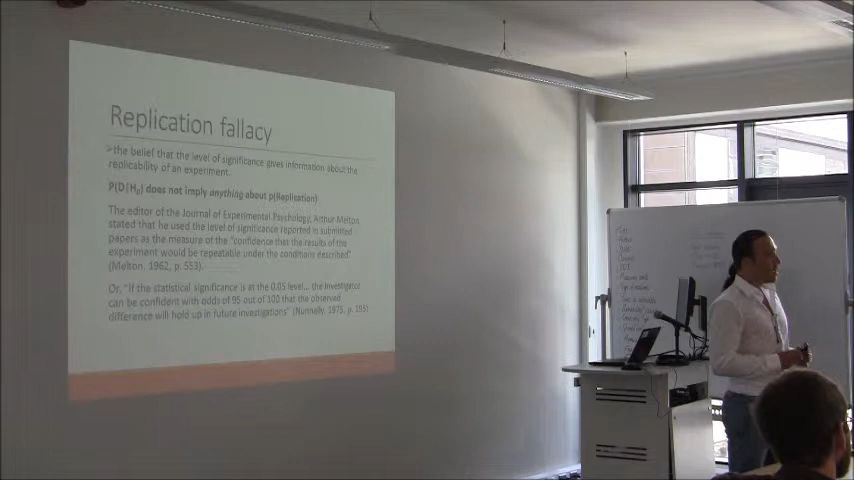 Replication fallacy
➢the belief that the level of significance gives information about the
replicability of an experiment.
P(D|H₀) does not imply anything about p(Replication)
The editor of the Journal of Experimental Psychology, Arthur Melton
stated that he used the level of significance reported in submitted
papers as the measure of the "confidence that the results of the
experiment would be repeatable under the conditions described"
(Melton, 1962, p. 553).
Or, "If the statistical significance is at the 0.05 level... the investigator
can be confident with odds of 95 out of 100 that the observed
difference will hold up in future investigations" (Nunnally, 1975, p. 195)